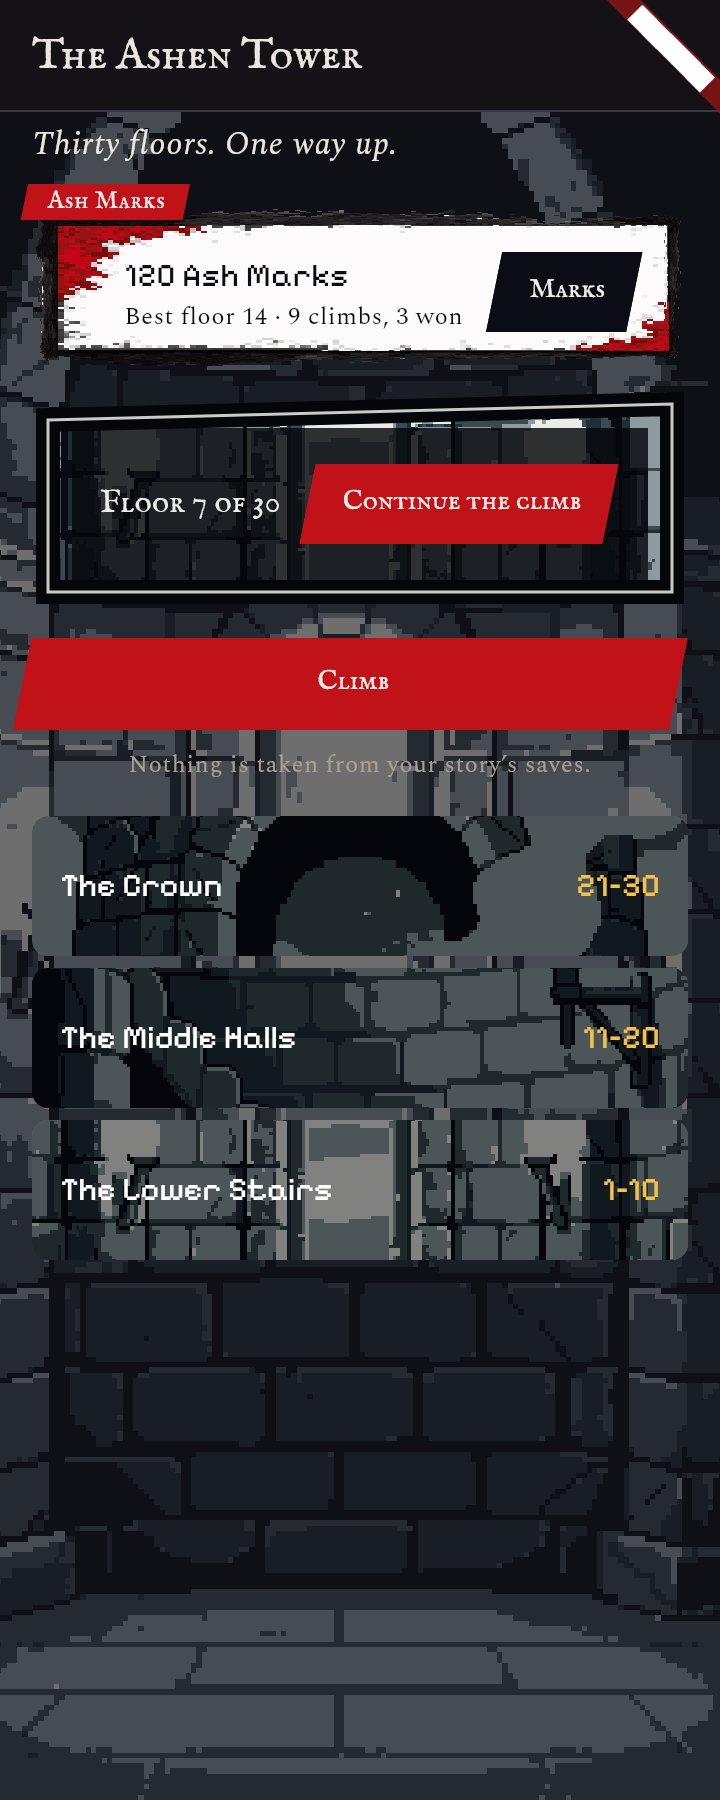 The Ashen Tower
Thirty floors. One way up.
Ash Marks
120 Ash Marks
Best floor 14 · 9 climbs, 3 won
Marks
Floor 7 of 30
Continue the climb
Climb
Nothing is taken from your story's saves.
The Crown
21-30
The Middle Halls
11-20
The Lower Stairs
1-10